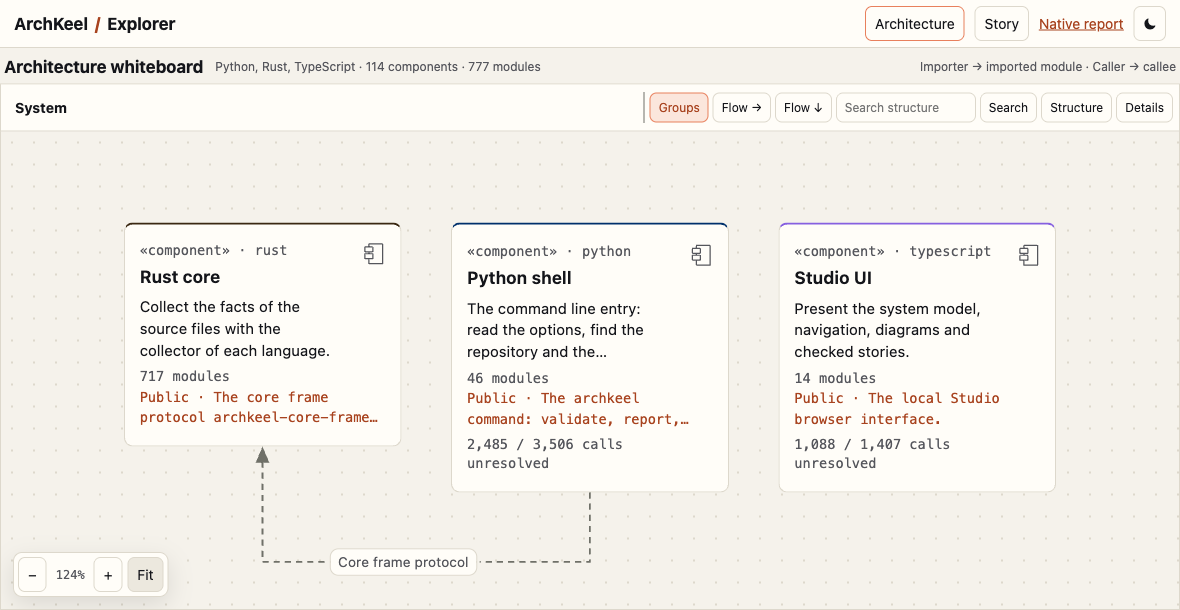 ArchKeel / Explorer
Architecture
Story
Native report
Architecture whiteboard
Python, Rust, TypeScript · 114 components · 777 modules
Importer → imported module · Caller → callee
System
Groups
Flow →
Flow ↓
Search structure
Search
Structure
Details
«component» · rust
Rust core
Collect the facts of the
source files with the
collector of each language.
717 modules
Public · The core frame
protocol archkeel-core-frame…
«component» · python
Python shell
The command line entry:
read the options, find the
repository and the…
46 modules
Public · The archkeel
command: validate, report,…
2,485 / 3,506 calls
unresolved
«component» · typescript
Studio UI
Present the system model,
navigation, diagrams and
checked stories.
14 modules
Public · The local Studio
browser interface.
1,088 / 1,407 calls
unresolved
Core frame protocol
− 124% + Fit